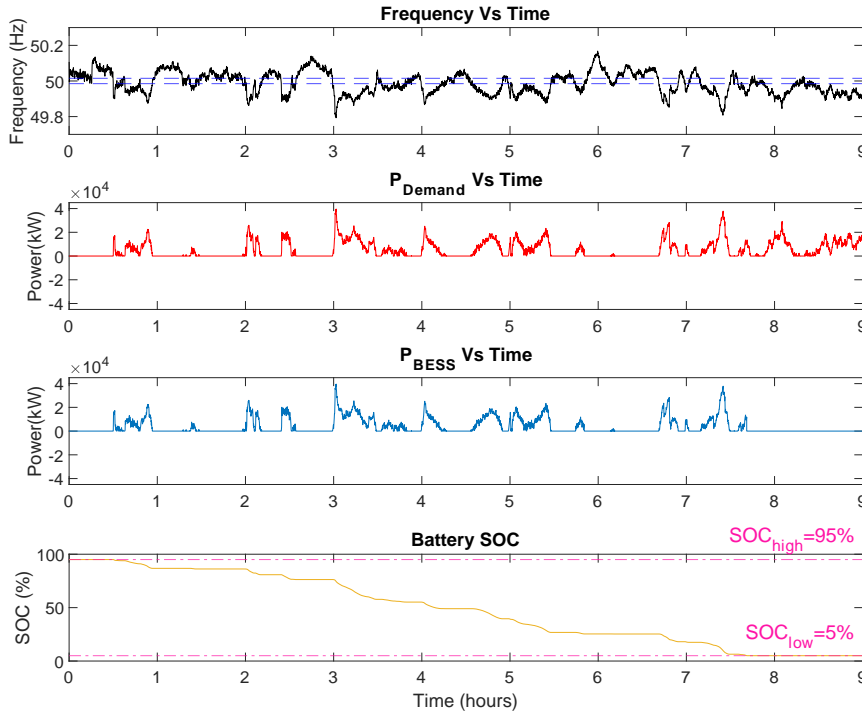 Frequency Vs Time
Frequency (Hz)
50.2
50
49.8
0 1 2 3 4 5 6 7 8 9
P_Demand Vs Time
×10^4
Power(kW)
4
2
0
-2
-4
0 1 2 3 4 5 6 7 8 9
P_BESS Vs Time
×10^4
Power(kW)
4
2
0
-2
-4
0 1 2 3 4 5 6 7 8 9
Battery SOC
SOC_high=95%
SOC (%)
100
50
0
SOC_low=5%
0 1 2 3 4 5 6 7 8 9
Time (hours)